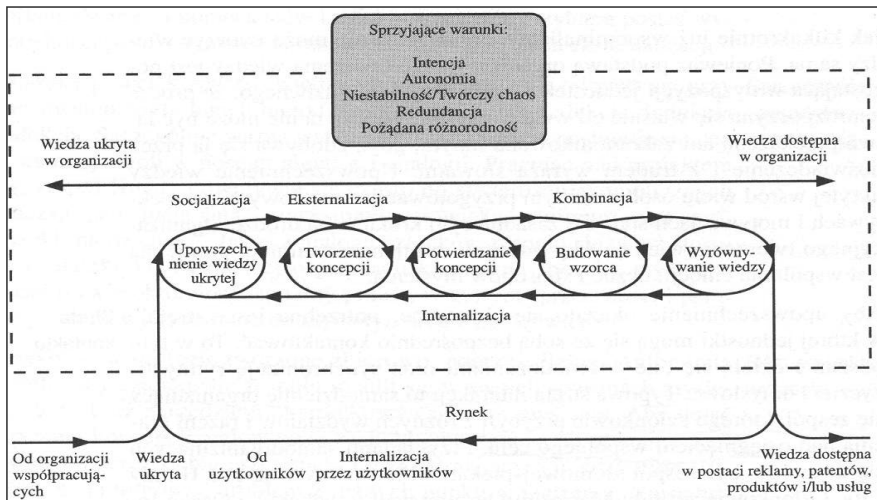 Sprzyjające warunki:
Intencja
Autonomia
Niestabilność/Twórczy chaos
Redundancja
Pożądana różnorodność
Wiedza ukryta
w organizacji
Wiedza dostępna
w organizacji
Socjalizacja
Eksternalizacja
Kombinacja
Upowszech-
nienie wiedzy
ukrytej
Tworzenie
koncepcji
Potwierdzanie
koncepcji
Budowanie
wzorca
Wyrówny-
wanie wiedzy
Internalizacja
Rynek
Od organizacji
współpracują-
cych
Wiedza
ukryta
Od
użytkowników
Internalizacja
przez użytkowników
Wiedza dostępna
w postaci reklamy, patentów,
produktów i/lub usług